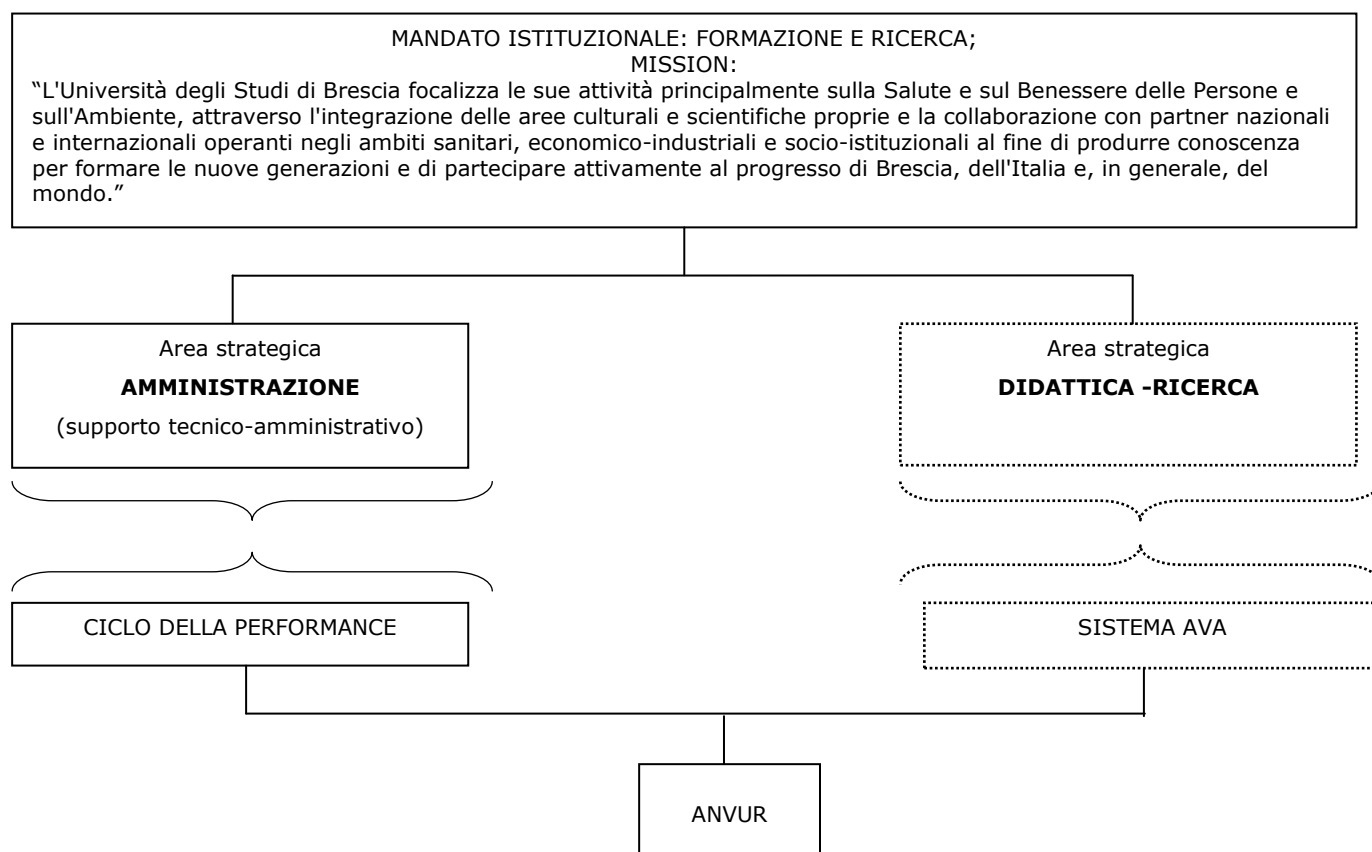 MANDATO ISTITUZIONALE: FORMAZIONE E RICERCA;
MISSION:
“L'Università degli Studi di Brescia focalizza le sue attività principalmente sulla Salute e sul Benessere delle Persone e
sull'Ambiente, attraverso l'integrazione delle aree culturali e scientifiche proprie e la collaborazione con partner nazionali
e internazionali operanti negli ambiti sanitari, economico-industriali e socio-istituzionali al fine di produrre conoscenza
per formare le nuove generazioni e di partecipare attivamente al progresso di Brescia, dell'Italia e, in generale, del
mondo.”
Area strategica
AMMINISTRAZIONE
(supporto tecnico-amministrativo)
Area strategica
DIDATTICA -RICERCA
CICLO DELLA PERFORMANCE
SISTEMA AVA
ANVUR